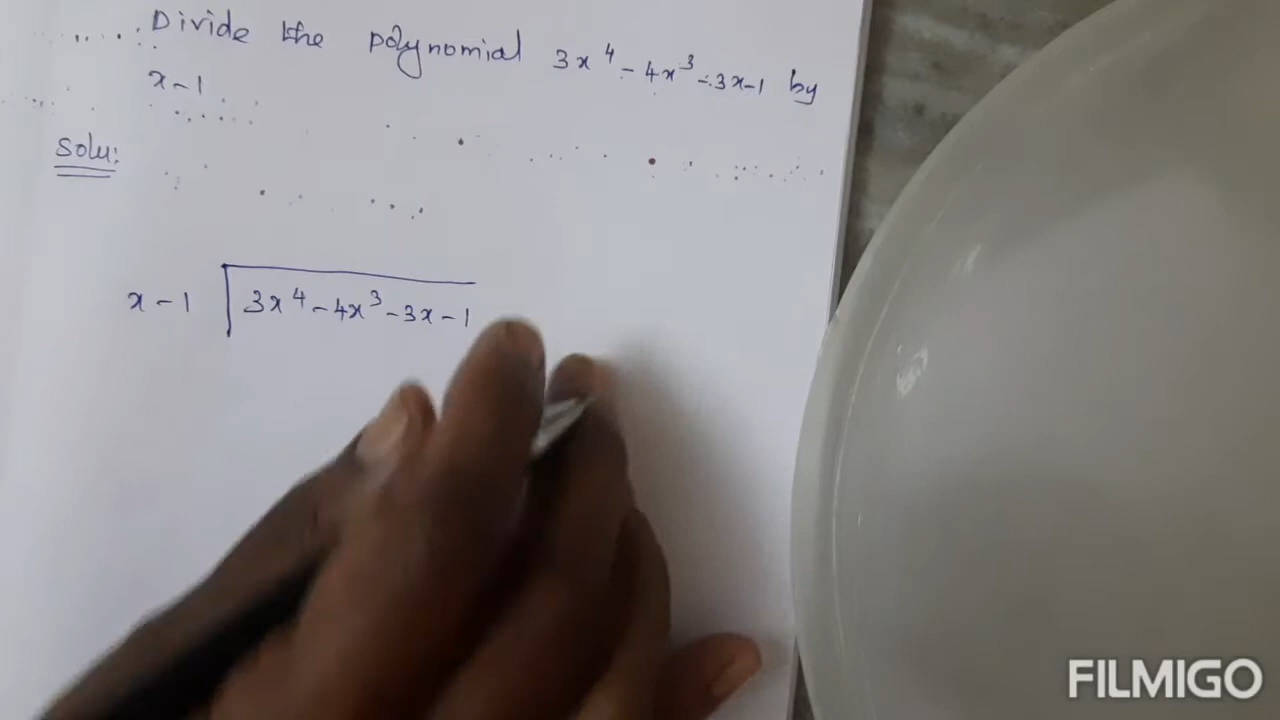 Divide the polynomial 3x⁴ - 4x³ - 3x - 1 by
x - 1
Solu:
x - 1 3x⁴ - 4x³ - 3x - 1
FILMIGO